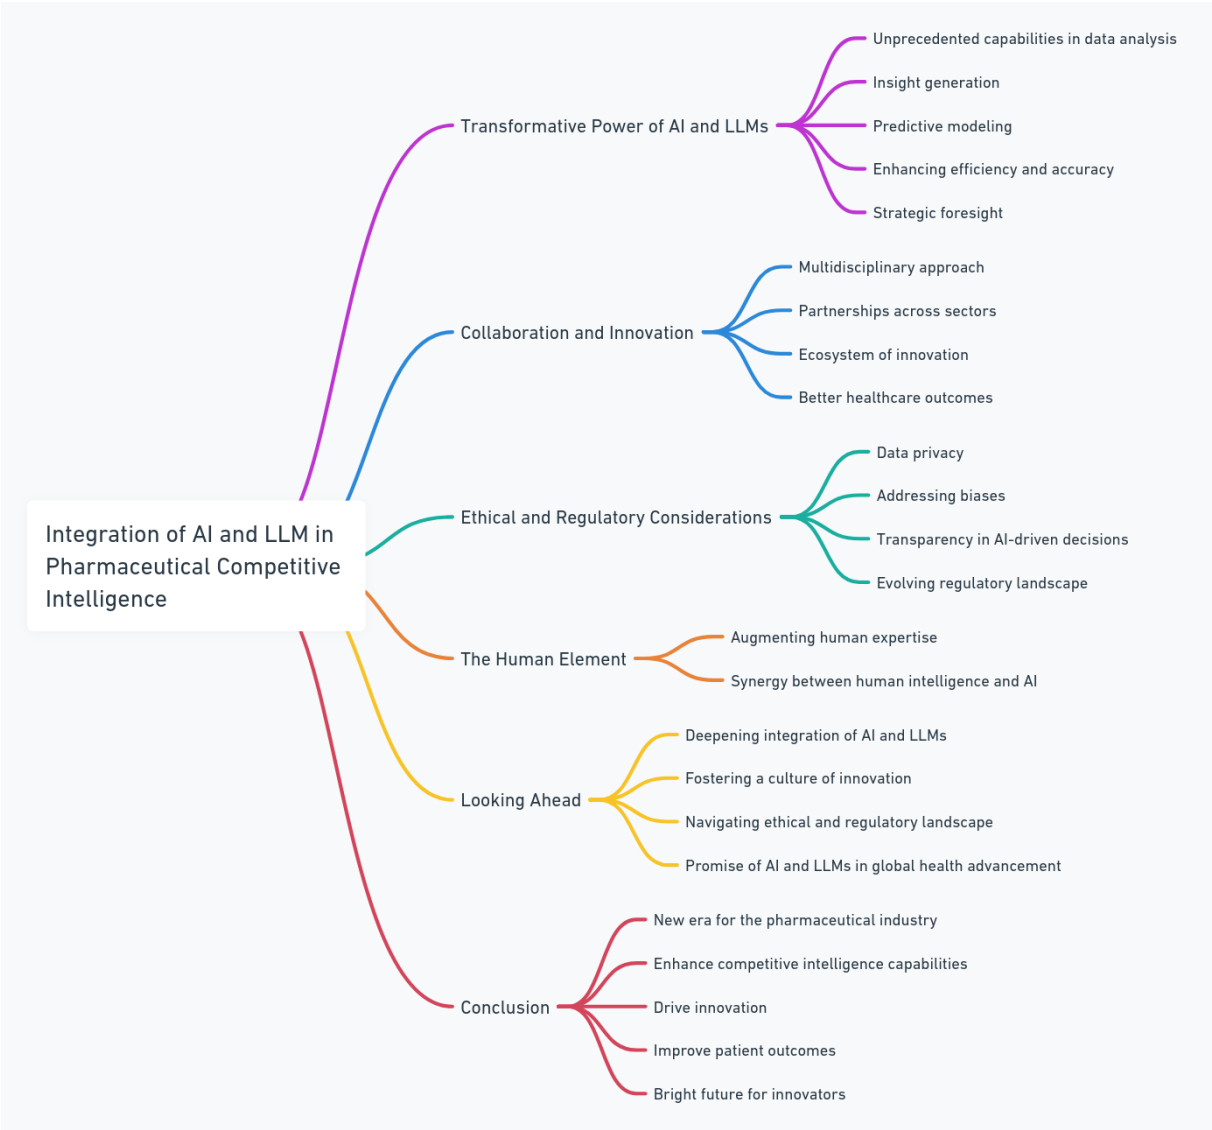 Integration of AI and LLM in
Pharmaceutical Competitive
Intelligence
Transformative Power of AI and LLMs
Unprecedented capabilities in data analysis
Insight generation
Predictive modeling
Enhancing efficiency and accuracy
Strategic foresight
Collaboration and Innovation
Multidisciplinary approach
Partnerships across sectors
Ecosystem of innovation
Better healthcare outcomes
Ethical and Regulatory Considerations
Data privacy
Addressing biases
Transparency in AI-driven decisions
Evolving regulatory landscape
The Human Element
Augmenting human expertise
Synergy between human intelligence and AI
Looking Ahead
Deepening integration of AI and LLMs
Fostering a culture of innovation
Navigating ethical and regulatory landscape
Promise of AI and LLMs in global health advancement
Conclusion
New era for the pharmaceutical industry
Enhance competitive intelligence capabilities
Drive innovation
Improve patient outcomes
Bright future for innovators